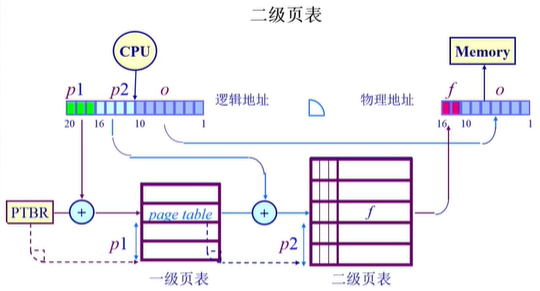 二级页表
CPU
Memory
p1 p2 o
逻辑地址
物理地址
f o
20 16 10 1
16 10 1
PTBR
+
page table
+
f
p1
p2
一级页表
二级页表